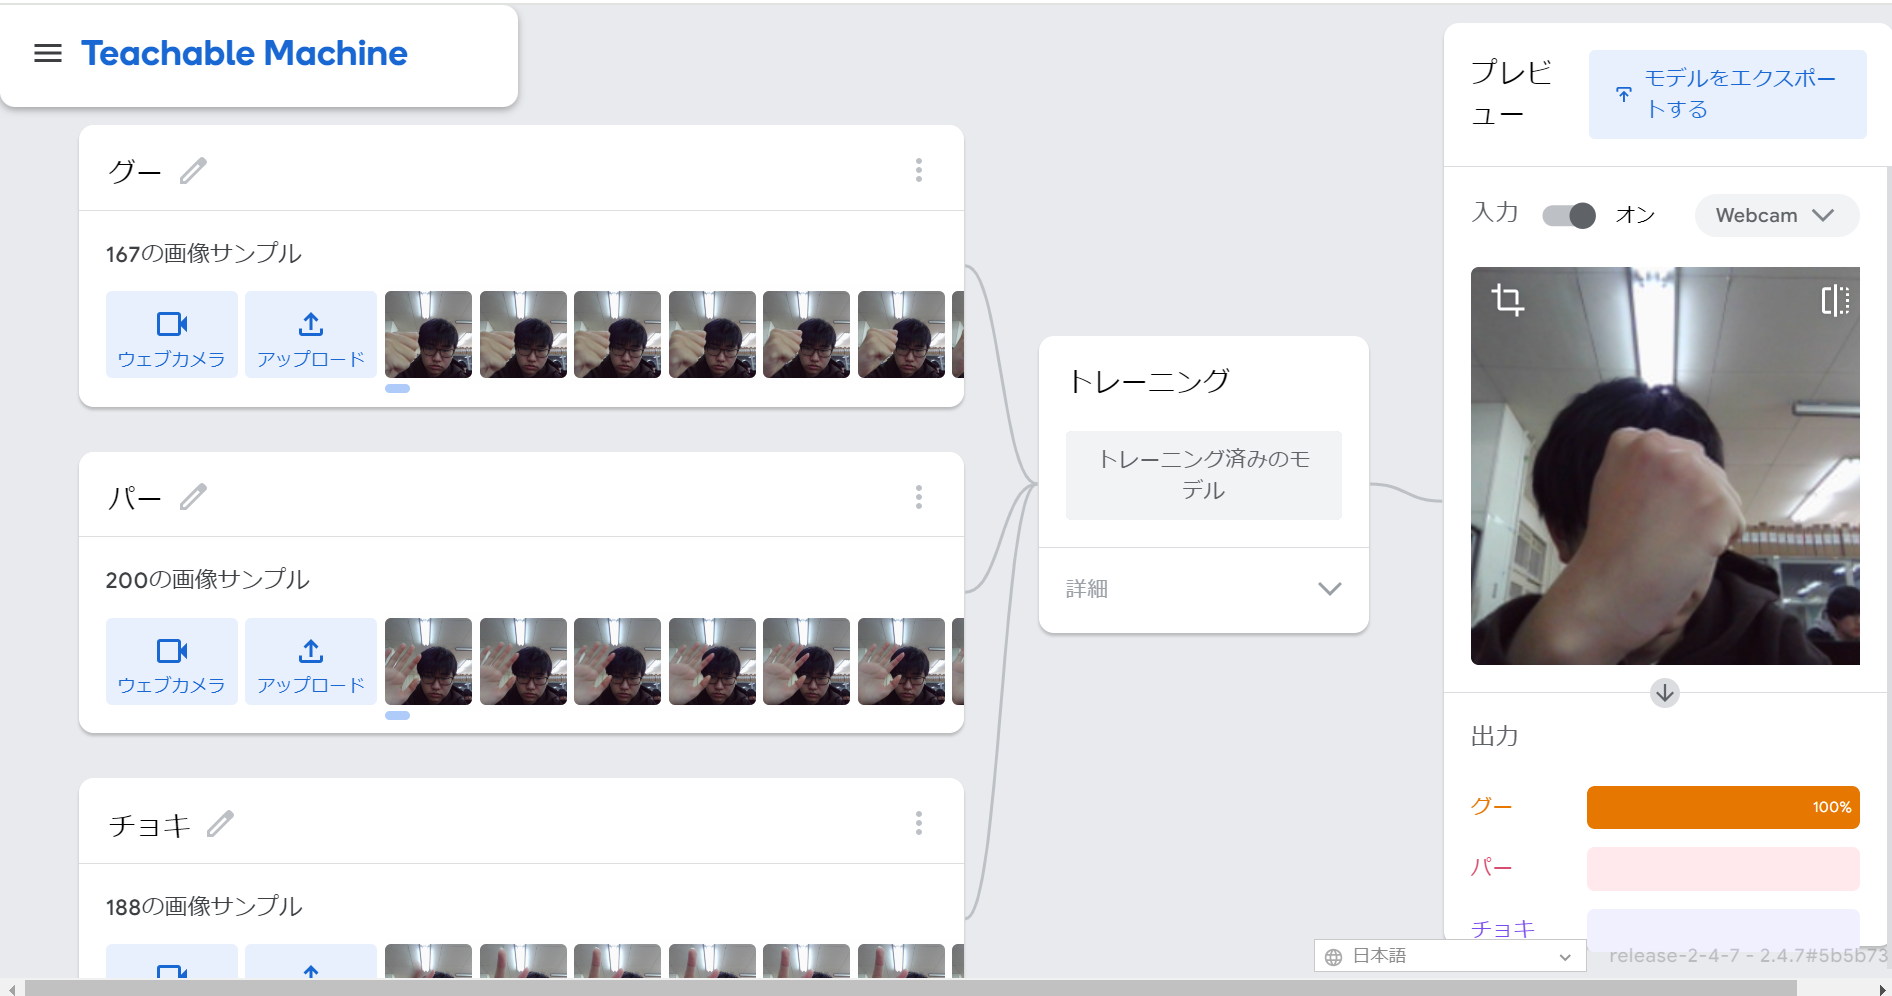 Teachable Machine
グー
167の画像サンプル
ウェブカメラ
アップロード
パー
200の画像サンプル
ウェブカメラ
アップロード
チョキ
188の画像サンプル
トレーニング
トレーニング済みのモ
デル
詳細
プレビ
ュー
モデルをエクスポー
トする
入力
オン
Webcam
出力
グー
100%
パー
チョキ
日本語
release-2-4-7 - 2.4.7#5b5b73